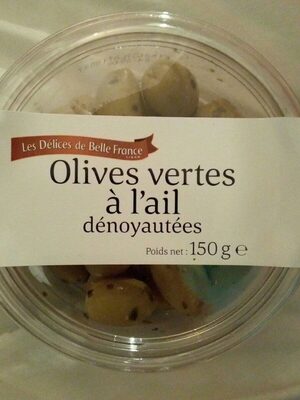 Les Délices de Belle France
Olives vertes
à l'ail
dénoyautées
Poids net : 150 g e